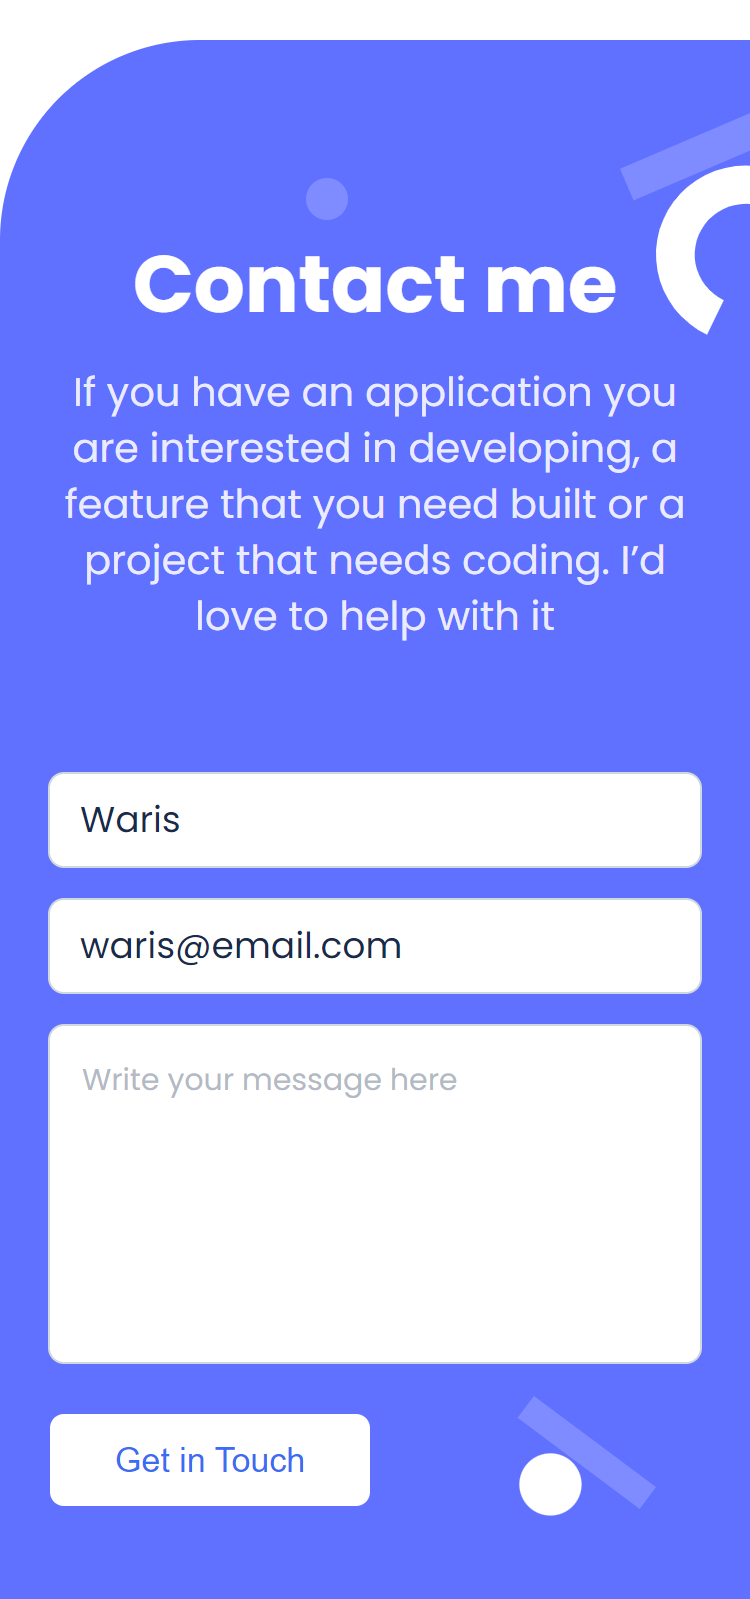 Contact me
If you have an application you
are interested in developing, a
feature that you need built or a
project that needs coding. I’d
love to help with it
Waris
waris@email.com
Write your message here
Get in Touch